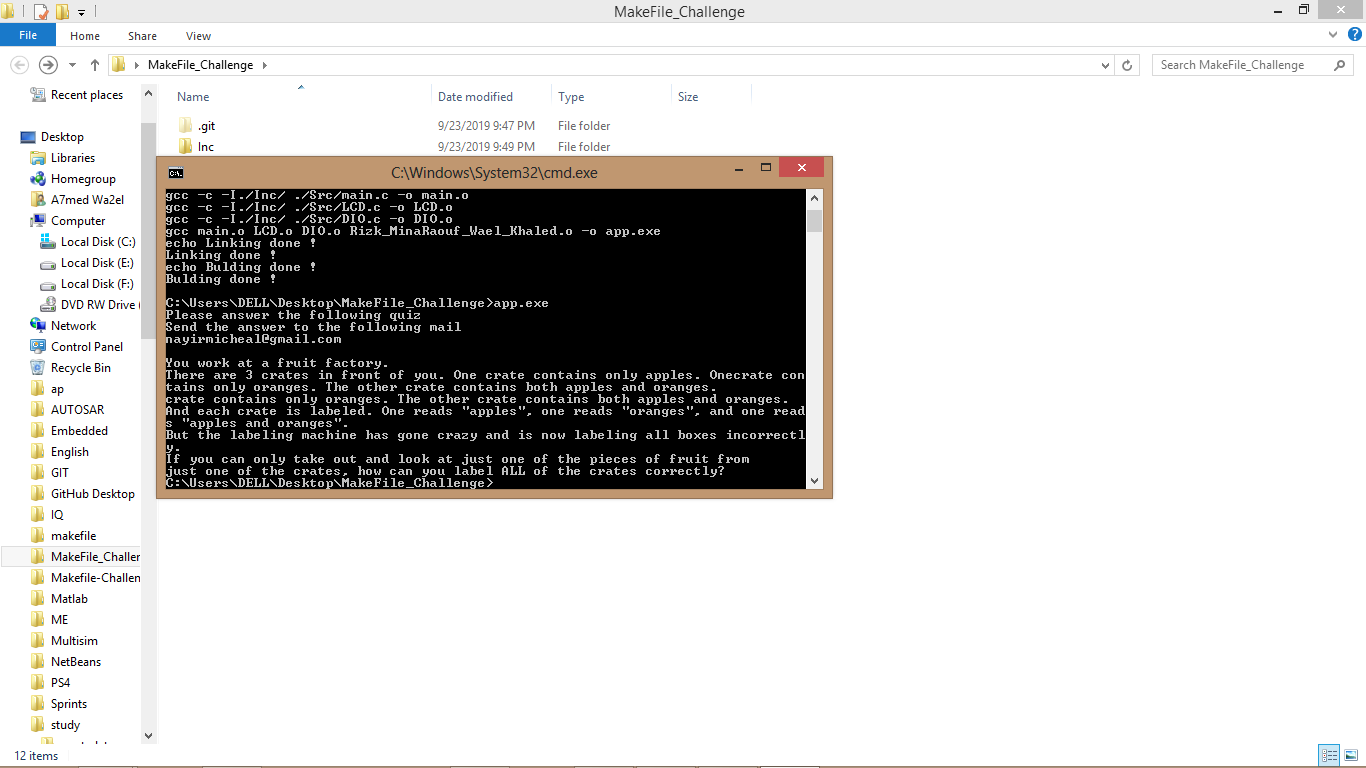 MakeFile_Challenge
File Home Share View
MakeFile_Challenge
Search MakeFile_Challenge
Recent places
Desktop
Libraries
Homegroup
A7med Wa2el
Computer
Local Disk (C:)
Local Disk (E:)
Local Disk (F:)
DVD RW Drive
Network
Control Panel
Recycle Bin
ap
AUTOSAR
Embedded
English
GIT
GitHub Desktop
IQ
makefile
MakeFile_Challer
Makefile-Challen
Matlab
ME
Multisim
NetBeans
PS4
Sprints
study
Name Date modified Type Size
.git 9/23/2019 9:47 PM File folder
Inc 9/23/2019 9:49 PM File folder
C:\Windows\System32\cmd.exe
gcc -c -I./Inc/ ./Src/main.c -o main.o
gcc -c -I./Inc/ ./Src/LCD.c -o LCD.o
gcc -c -I./Inc/ ./Src/DIO.c -o DIO.o
gcc main.o LCD.o DIO.o Rizk_MinaRaouf_Wael_Khaled.o -o app.exe
echo Linking done !
Linking done !
echo Bulding done !
Bulding done !
C:\Users\DELL\Desktop\MakeFile_Challenge>app.exe
Please answer the following quiz
Send the answer to the following mail
nayirmicheal@gmail.com
You work at a fruit factory.
There are 3 crates in front of you. One crate contains only apples. Onecrate con
tains only oranges. The other crate contains both apples and oranges.
crate contains only oranges. The other crate contains both apples and oranges.
And each crate is labeled. One reads "apples", one reads "oranges", and one read
s "apples and oranges".
But the labeling machine has gone crazy and is now labeling all boxes incorrectl
y.
If you can only take out and look at just one of the pieces of fruit from
just one of the crates, how can you label ALL of the crates correctly?
C:\Users\DELL\Desktop\MakeFile_Challenge>
12 items